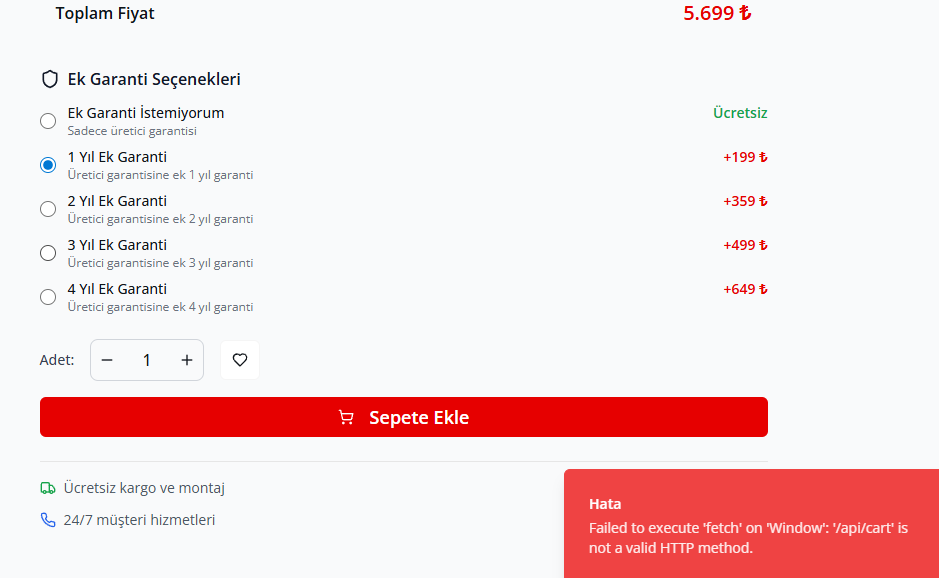 Toplam Fiyat 5.699 ₺
Ek Garanti Seçenekleri
Ek Garanti İstemiyorum Ücretsiz
Sadece üretici garantisi
1 Yıl Ek Garanti +199 ₺
Üretici garantisine ek 1 yıl garanti
2 Yıl Ek Garanti +359 ₺
Üretici garantisine ek 2 yıl garanti
3 Yıl Ek Garanti +499 ₺
Üretici garantisine ek 3 yıl garanti
4 Yıl Ek Garanti +649 ₺
Üretici garantisine ek 4 yıl garanti
Adet: − 1 +
Sepete Ekle
Ücretsiz kargo ve montaj
24/7 müşteri hizmetleri
Hata
Failed to execute 'fetch' on 'Window': '/api/cart' is
not a valid HTTP method.